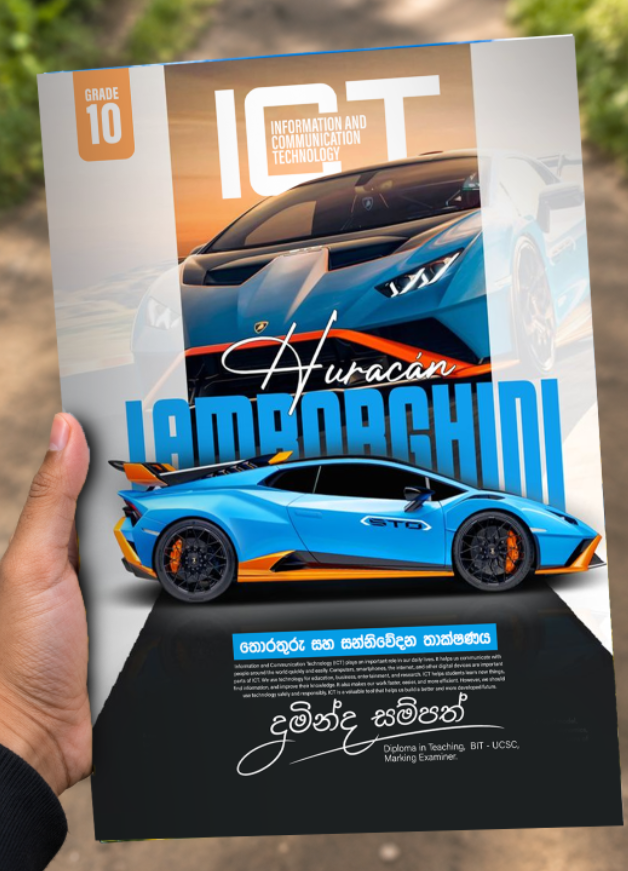 GRADE
10
ICT
INFORMATION AND
COMMUNICATION
TECHNOLOGY
Huracán
LAMBORGHINI
STO
තොරතුරු සහ සන්නිවේදන තාක්ෂණය
Information and Communication Technology (ICT) plays an important role in our daily lives. It helps us communicate with
people around the world quickly and easily. Computers, smartphones, the internet, and other digital devices are important
parts of ICT. We use technology for education, business, entertainment, and research. ICT helps students learn new things,
find information, and improve their knowledge. It also makes our work faster, easier, and more efficient. However, we should
use technology safely and responsibly. ICT is a valuable tool that helps us build a better and more developed future.
දුමින්ද සම්පත්
Diploma in Teaching, BIT - UCSC,
Marking Examiner.